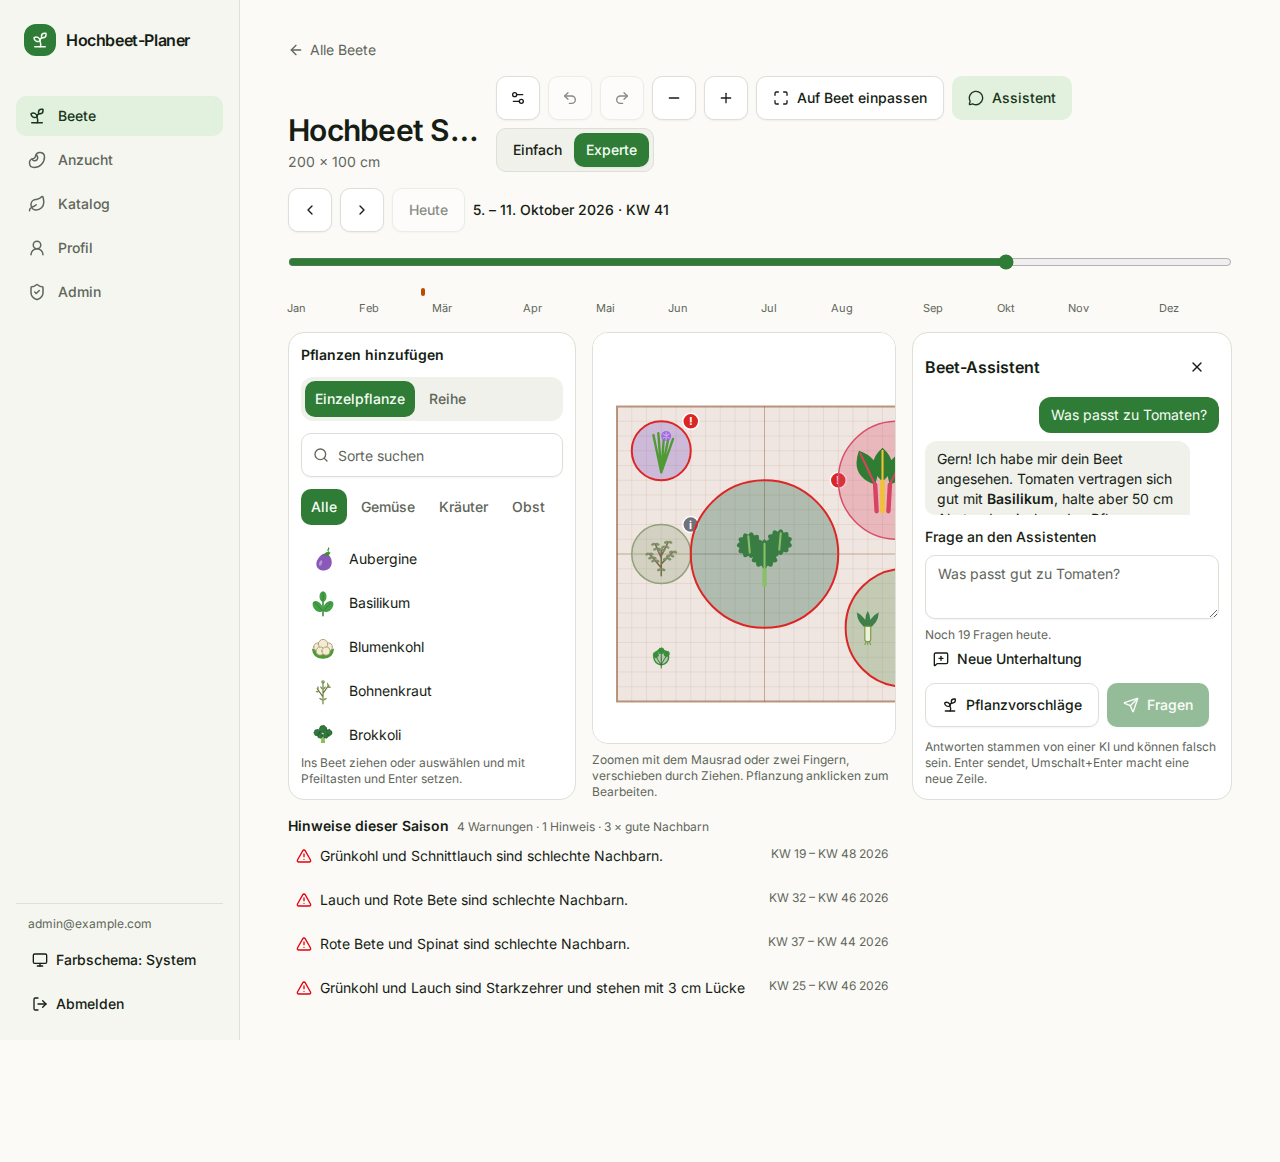 Hochbeet-Planer
Beete
Anzucht
Katalog
Profil
Admin
admin@example.com
Farbschema: System
Abmelden
Alle Beete
Hochbeet S…
200 × 100 cm
Auf Beet einpassen
Assistent
Einfach
Experte
Heute
5. – 11. Oktober 2026 · KW 41
Jan Feb Mär Apr Mai Jun Jul Aug Sep Okt Nov Dez
Pflanzen hinzufügen
Einzelpflanze
Reihe
Sorte suchen
Alle
Gemüse
Kräuter
Obst
Aubergine
Basilikum
Blumenkohl
Bohnenkraut
Brokkoli
Ins Beet ziehen oder auswählen und mit
Pfeiltasten und Enter setzen.
Zoomen mit dem Mausrad oder zwei Fingern,
verschieben durch Ziehen. Pflanzung anklicken zum
Bearbeiten.
Beet-Assistent
Was passt zu Tomaten?
Gern! Ich habe mir dein Beet
angesehen. Tomaten vertragen sich
gut mit Basilikum, halte aber 50 cm
Frage an den Assistenten
Was passt gut zu Tomaten?
Noch 19 Fragen heute.
Neue Unterhaltung
Pflanzvorschläge
Fragen
Antworten stammen von einer KI und können falsch
sein. Enter sendet, Umschalt+Enter macht eine
neue Zeile.
Hinweise dieser Saison 4 Warnungen · 1 Hinweis · 3 × gute Nachbarn
Grünkohl und Schnittlauch sind schlechte Nachbarn. KW 19 – KW 48 2026
Lauch und Rote Bete sind schlechte Nachbarn. KW 32 – KW 46 2026
Rote Bete und Spinat sind schlechte Nachbarn. KW 37 – KW 44 2026
Grünkohl und Lauch sind Starkzehrer und stehen mit 3 cm Lücke KW 25 – KW 46 2026